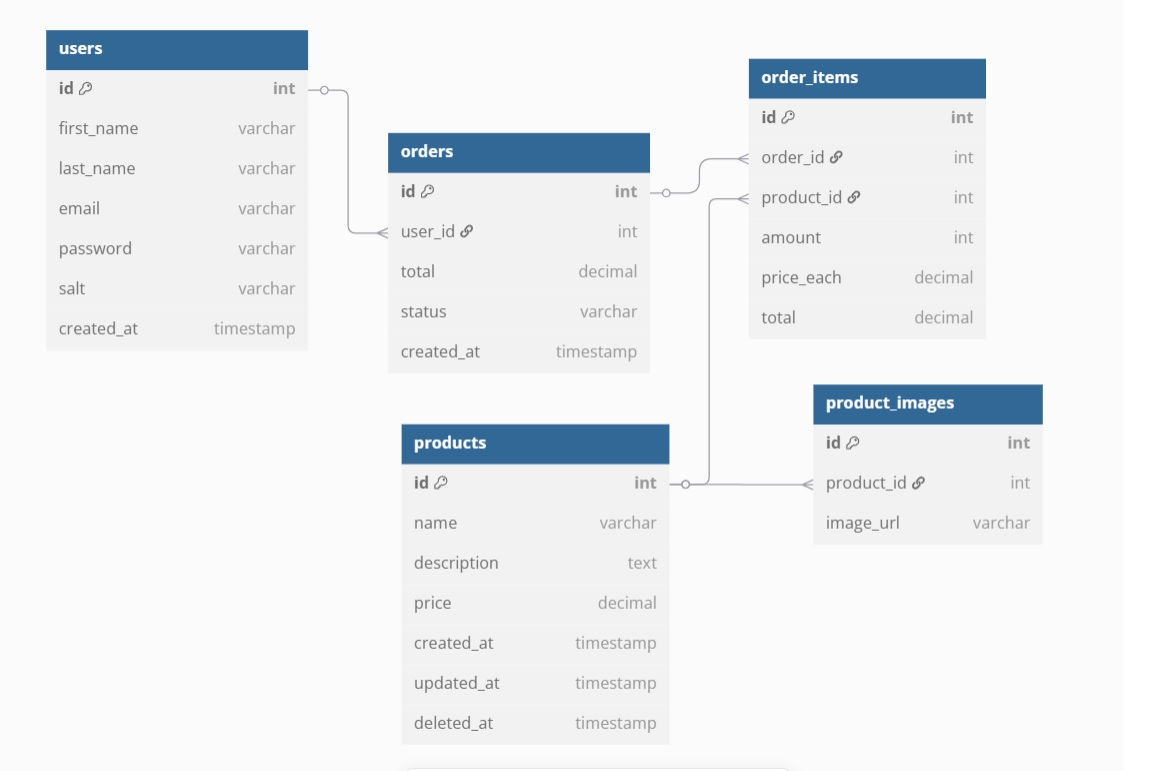 users
id int
first_name varchar
last_name varchar
email varchar
password varchar
salt varchar
created_at timestamp
orders
id int
user_id int
total decimal
status varchar
created_at timestamp
order_items
id int
order_id int
product_id int
amount int
price_each decimal
total decimal
products
id int
name varchar
description text
price decimal
created_at timestamp
updated_at timestamp
deleted_at timestamp
product_images
id int
product_id int
image_url varchar